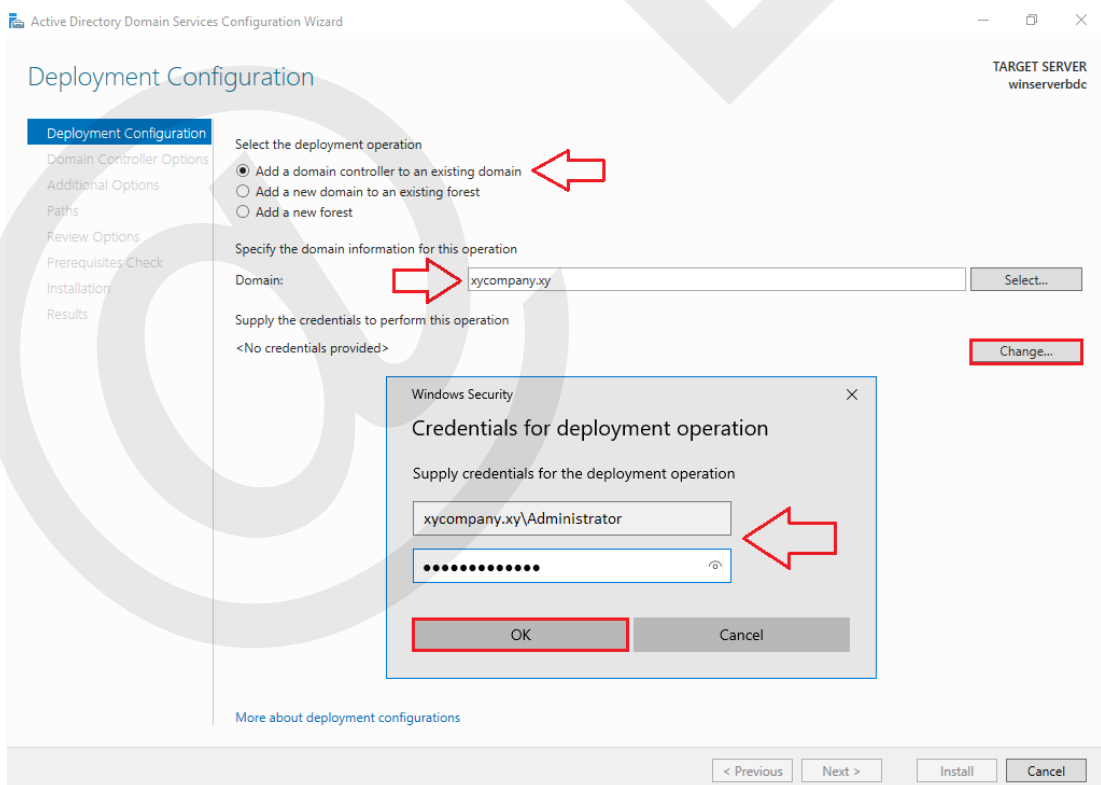 Active Directory Domain Services Configuration Wizard
Deployment Configuration
TARGET SERVER
winserverbdc
Deployment Configuration
Domain Controller Options
Additional Options
Paths
Review Options
Prerequisites Check
Installation
Results
Select the deployment operation
Add a domain controller to an existing domain
Add a new domain to an existing forest
Add a new forest
Specify the domain information for this operation
Domain: xycompany.xy Select...
Supply the credentials to perform this operation
<No credentials provided> Change...
Windows Security
Credentials for deployment operation
Supply credentials for the deployment operation
xycompany.xy\Administrator
●●●●●●●●●●●●●
OK Cancel
More about deployment configurations
< Previous Next > Install Cancel